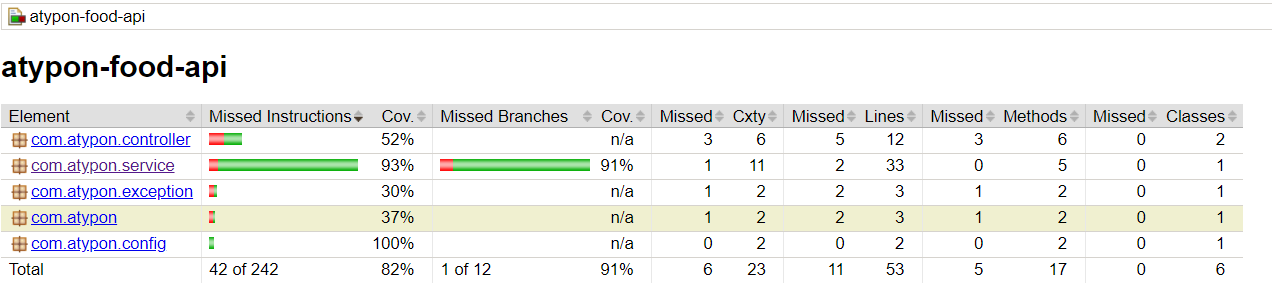 atypon-food-api
atypon-food-api
Element Missed Instructions Cov. Missed Branches Cov. Missed Cxty Missed Lines Missed Methods Missed Classes
com.atypon.controller 52% n/a 3 6 5 12 3 6 0 2
com.atypon.service 93% 91% 1 11 2 33 0 5 0 1
com.atypon.exception 30% n/a 1 2 2 3 1 2 0 1
com.atypon 37% n/a 1 2 2 3 1 2 0 1
com.atypon.config 100% n/a 0 2 0 2 0 2 0 1
Total 42 of 242 82% 1 of 12 91% 6 23 11 53 5 17 0 6